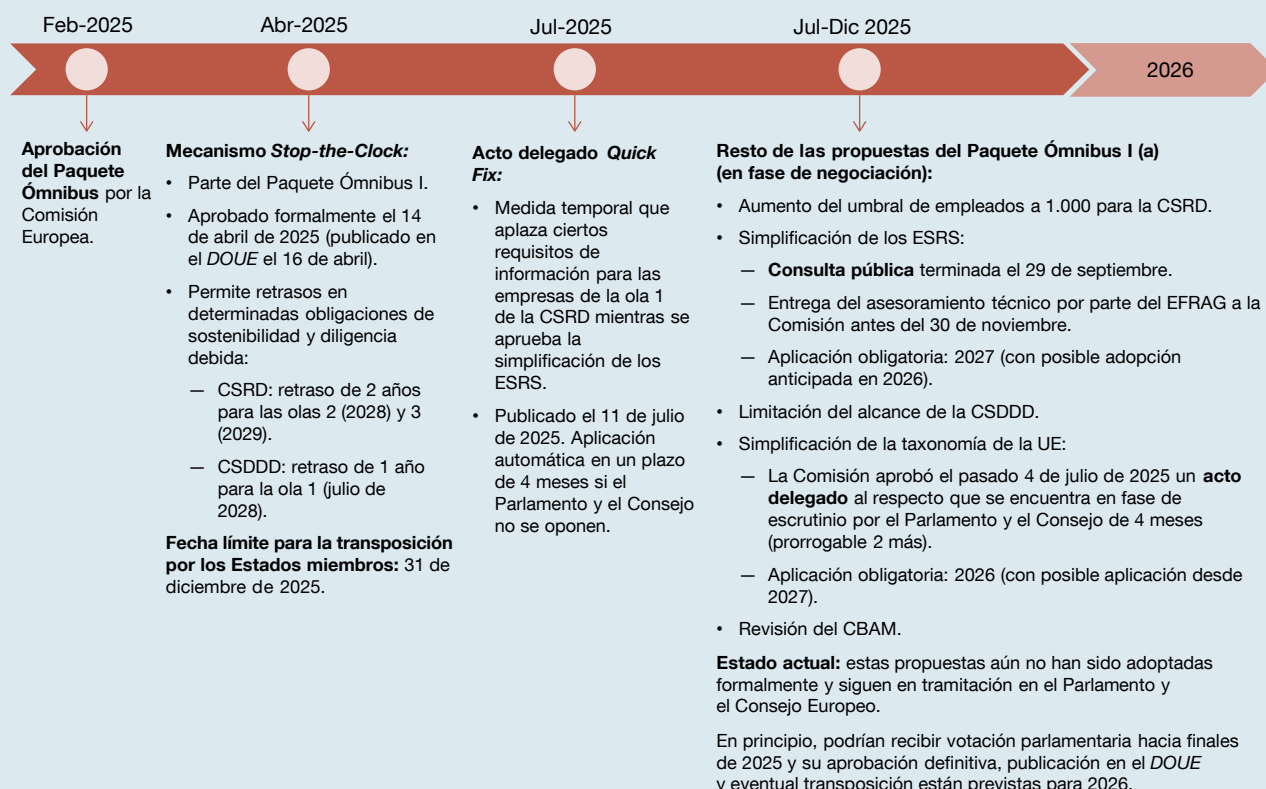 Feb-2025
Abr-2025
Jul-2025
Jul-Dic 2025
2026
Aprobación
del Paquete
Ómnibus por la
Comisión
Europea.
Mecanismo Stop-the-Clock:
• Parte del Paquete Ómnibus I.
• Aprobado formalmente el 14
de abril de 2025 (publicado en
el DOUE el 16 de abril).
• Permite retrasos en
determinadas obligaciones de
sostenibilidad y diligencia
debida:
— CSRD: retraso de 2 años
para las olas 2 (2028) y 3
(2029).
— CSDDD: retraso de 1 año
para la ola 1 (julio de
2028).
Fecha límite para la transposición
por los Estados miembros: 31 de
diciembre de 2025.
Acto delegado Quick
Fix:
• Medida temporal que
aplaza ciertos
requisitos de
información para las
empresas de la ola 1
de la CSRD mientras se
aprueba la
simplificación de los
ESRS.
• Publicado el 11 de julio
de 2025. Aplicación
automática en un plazo
de 4 meses si el
Parlamento y el Consejo
no se oponen.
Resto de las propuestas del Paquete Ómnibus I (a)
(en fase de negociación):
• Aumento del umbral de empleados a 1.000 para la CSRD.
• Simplificación de los ESRS:
— Consulta pública terminada el 29 de septiembre.
— Entrega del asesoramiento técnico por parte del EFRAG a la
Comisión antes del 30 de noviembre.
— Aplicación obligatoria: 2027 (con posible adopción
anticipada en 2026).
• Limitación del alcance de la CSDDD.
• Simplificación de la taxonomía de la UE:
— La Comisión aprobó el pasado 4 de julio de 2025 un acto
delegado al respecto que se encuentra en fase de
escrutinio por el Parlamento y el Consejo de 4 meses
(prorrogable 2 más).
— Aplicación obligatoria: 2026 (con posible aplicación desde
2027).
• Revisión del CBAM.
Estado actual: estas propuestas aún no han sido adoptadas
formalmente y siguen en tramitación en el Parlamento y
el Consejo Europeo.
En principio, podrían recibir votación parlamentaria hacia finales
de 2025 y su aprobación definitiva, publicación en el DOUE
y eventual transposición están previstas para 2026.